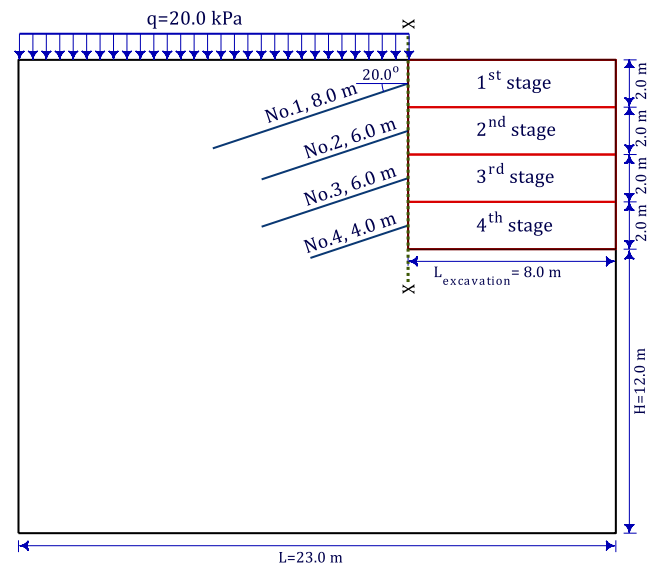 q=20.0 kPa
X
20.0°
No.1, 8.0 m
No.2, 6.0 m
No.3, 6.0 m
No.4, 4.0 m
1st stage
2nd stage
3rd stage
4th stage
2.0 m
2.0 m
2.0 m
2.0 m
Lexcavation= 8.0 m
X
H=12.0 m
L=23.0 m